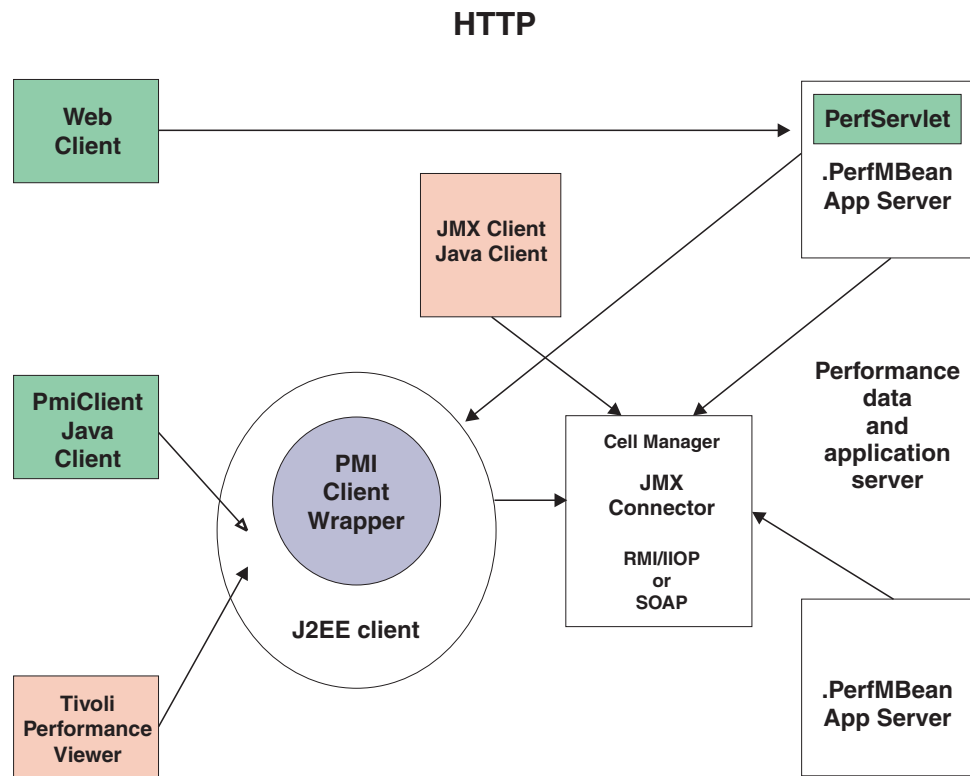 HTTP
Web
Client
PerfServlet
.PerfMBean
App Server
JMX Client
Java Client
PmiClient
Java
Client
PMI
Client
Wrapper
J2EE client
Cell Manager
JMX
Connector
RMI/IIOP
or
SOAP
Performance
data
and
application
server
Tivoli
Performance
Viewer
.PerfMBean
App Server